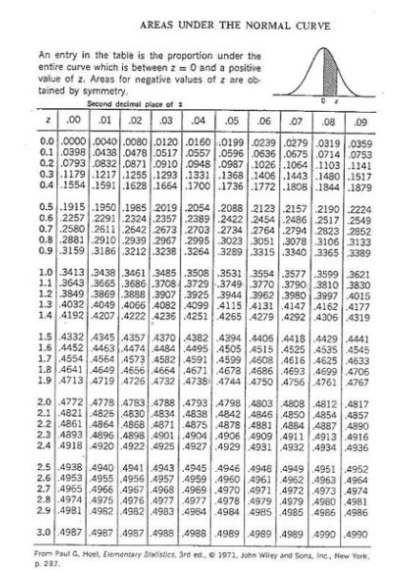 AREAS UNDER THE NORMAL CURVE
An entry in the table is the proportion under the
entire curve which is between z = 0 and a positive
value of z. Areas for negative values of z are ob-
tained by symmetry.
0 z
Second decimal place of z
z .00 .01 .02 .03 .04 .05 .06 .07 .08 .09
0.0 .0000 .0040 .0080 .0120 .0160 .0199 .0239 .0279 .0319 .0359
0.1 .0398 .0438 .0478 .0517 .0557 .0596 .0636 .0675 .0714 .0753
0.2 .0793 .0832 .0871 .0910 .0948 .0987 .1026 .1064 .1103 .1141
0.3 .1179 .1217 .1255 .1293 .1331 .1368 .1406 .1443 .1480 .1517
0.4 .1554 .1591 .1628 .1664 .1700 .1736 .1772 .1808 .1844 .1879
0.5 .1915 .1950 .1985 .2019 .2054 .2088 .2123 .2157 .2190 .2224
0.6 .2257 .2291 .2324 .2357 .2389 .2422 .2454 .2486 .2517 .2549
0.7 .2580 .2611 .2642 .2673 .2703 .2734 .2764 .2794 .2823 .2852
0.8 .2881 .2910 .2939 .2967 .2995 .3023 .3051 .3078 .3106 .3133
0.9 .3159 .3186 .3212 .3238 .3264 .3289 .3315 .3340 .3365 .3389
1.0 .3413 .3438 .3461 .3485 .3508 .3531 .3554 .3577 .3599 .3621
1.1 .3643 .3665 .3686 .3708 .3729 .3749 .3770 .3790 .3810 .3830
1.2 .3849 .3869 .3888 .3907 .3925 .3944 .3962 .3980 .3997 .4015
1.3 .4032 .4049 .4066 .4082 .4099 .4115 .4131 .4147 .4162 .4177
1.4 .4192 .4207 .4222 .4236 .4251 .4265 .4279 .4292 .4306 .4319
1.5 .4332 .4345 .4357 .4370 .4382 .4394 .4406 .4418 .4429 .4441
1.6 .4452 .4463 .4474 .4484 .4495 .4505 .4515 .4525 .4535 .4545
1.7 .4554 .4564 .4573 .4582 .4591 .4599 .4608 .4616 .4625 .4633
1.8 .4641 .4649 .4656 .4664 .4671 .4678 .4686 .4693 .4699 .4706
1.9 .4713 .4719 .4726 .4732 .4738 .4744 .4750 .4756 .4761 .4767
2.0 .4772 .4778 .4783 .4788 .4793 .4798 .4803 .4808 .4812 .4817
2.1 .4821 .4826 .4830 .4834 .4838 .4842 .4846 .4850 .4854 .4857
2.2 .4861 .4864 .4868 .4871 .4875 .4878 .4881 .4884 .4887 .4890
2.3 .4893 .4896 .4898 .4901 .4904 .4906 .4909 .4911 .4913 .4916
2.4 .4918 .4920 .4922 .4925 .4927 .4929 .4931 .4932 .4934 .4936
2.5 .4938 .4940 .4941 .4943 .4945 .4946 .4948 .4949 .4951 .4952
2.6 .4953 .4955 .4956 .4957 .4959 .4960 .4961 .4962 .4963 .4964
2.7 .4965 .4966 .4967 .4968 .4969 .4970 .4971 .4972 .4973 .4974
2.8 .4974 .4975 .4976 .4977 .4977 .4978 .4979 .4979 .4980 .4981
2.9 .4981 .4982 .4982 .4983 .4984 .4984 .4985 .4985 .4986 .4986
3.0 .4987 .4987 .4987 .4988 .4988 .4989 .4989 .4989 .4990 .4990
From Paul G. Hoel, Elementary Statistics, 3rd ed., © 1971, John Wiley and Sons, Inc., New York,
p. 287.